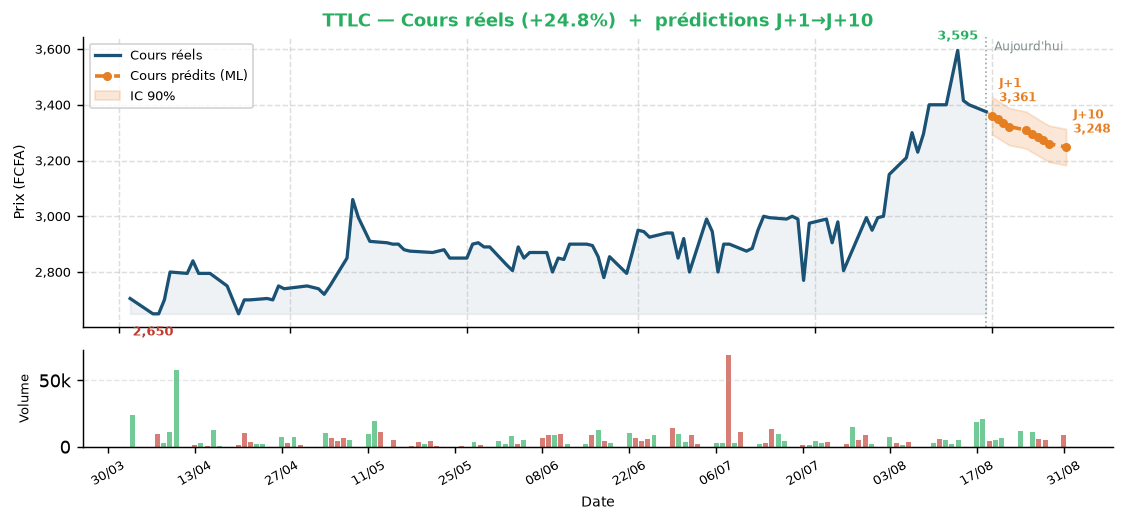 TTLC — Cours réels (+24.8%) + prédictions J+1→J+10
Cours réels
Cours prédits (ML)
IC 90%
3,595
Aujourd'hui
J+1
3,361
J+10
3,248
2,650
Prix (FCFA)
3,600
3,400
3,200
3,000
2,800
Volume
50k
0
30/03
13/04
27/04
11/05
25/05
08/06
22/06
06/07
20/07
03/08
17/08
31/08
Date